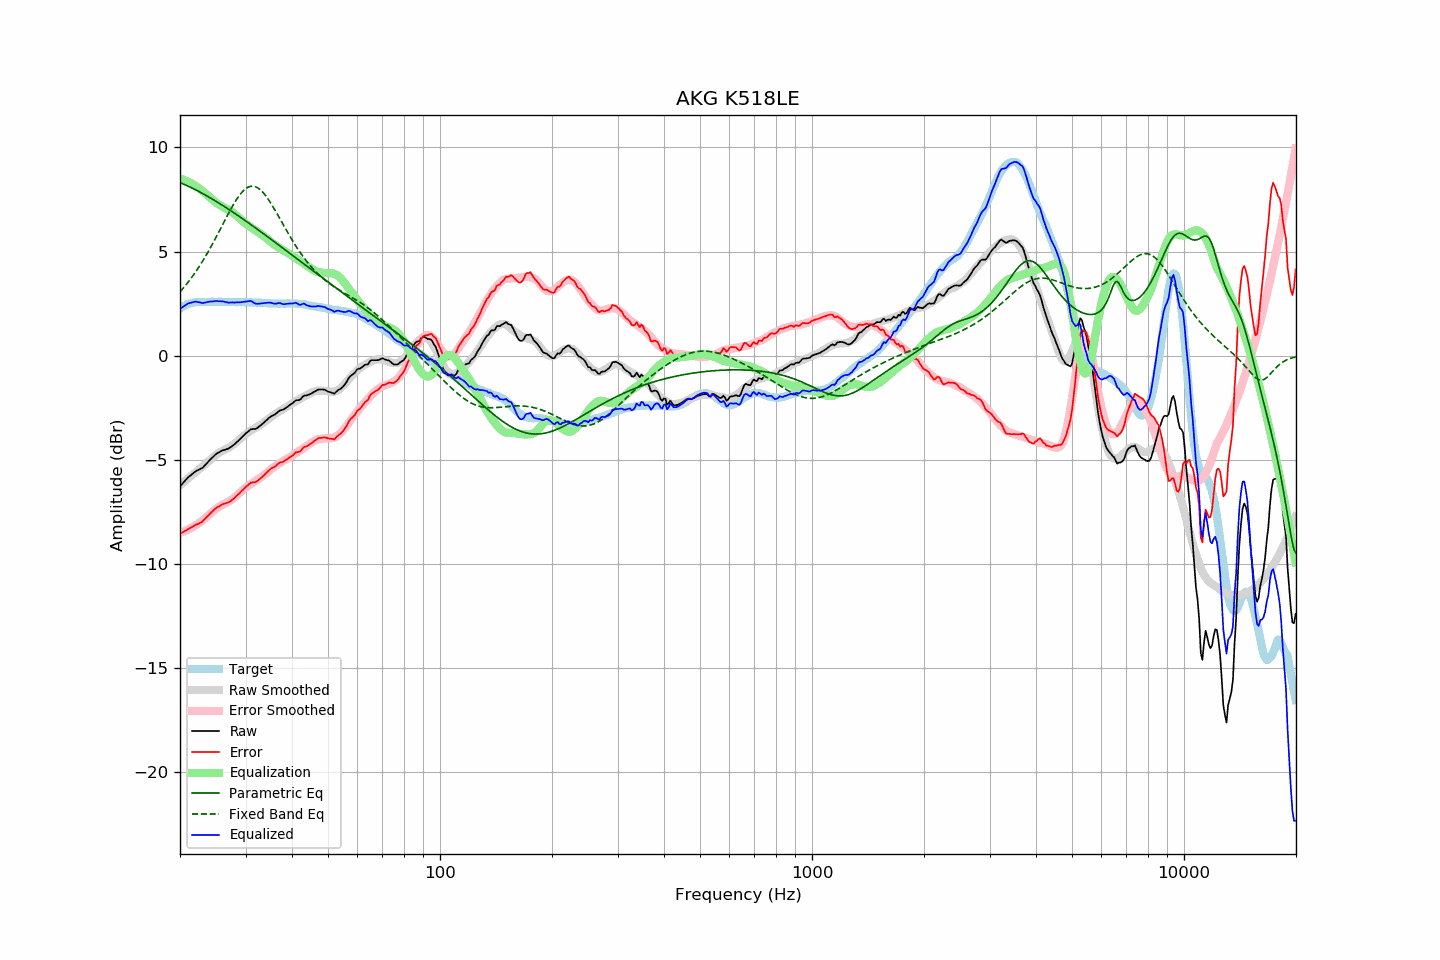 AKG K518LE
Amplitude (dBr)
10
5
0
−5
−10
−15
−20
Target
Raw Smoothed
Error Smoothed
Raw
Error
Equalization
Parametric Eq
Fixed Band Eq
Equalized
100
1000
10000
Frequency (Hz)